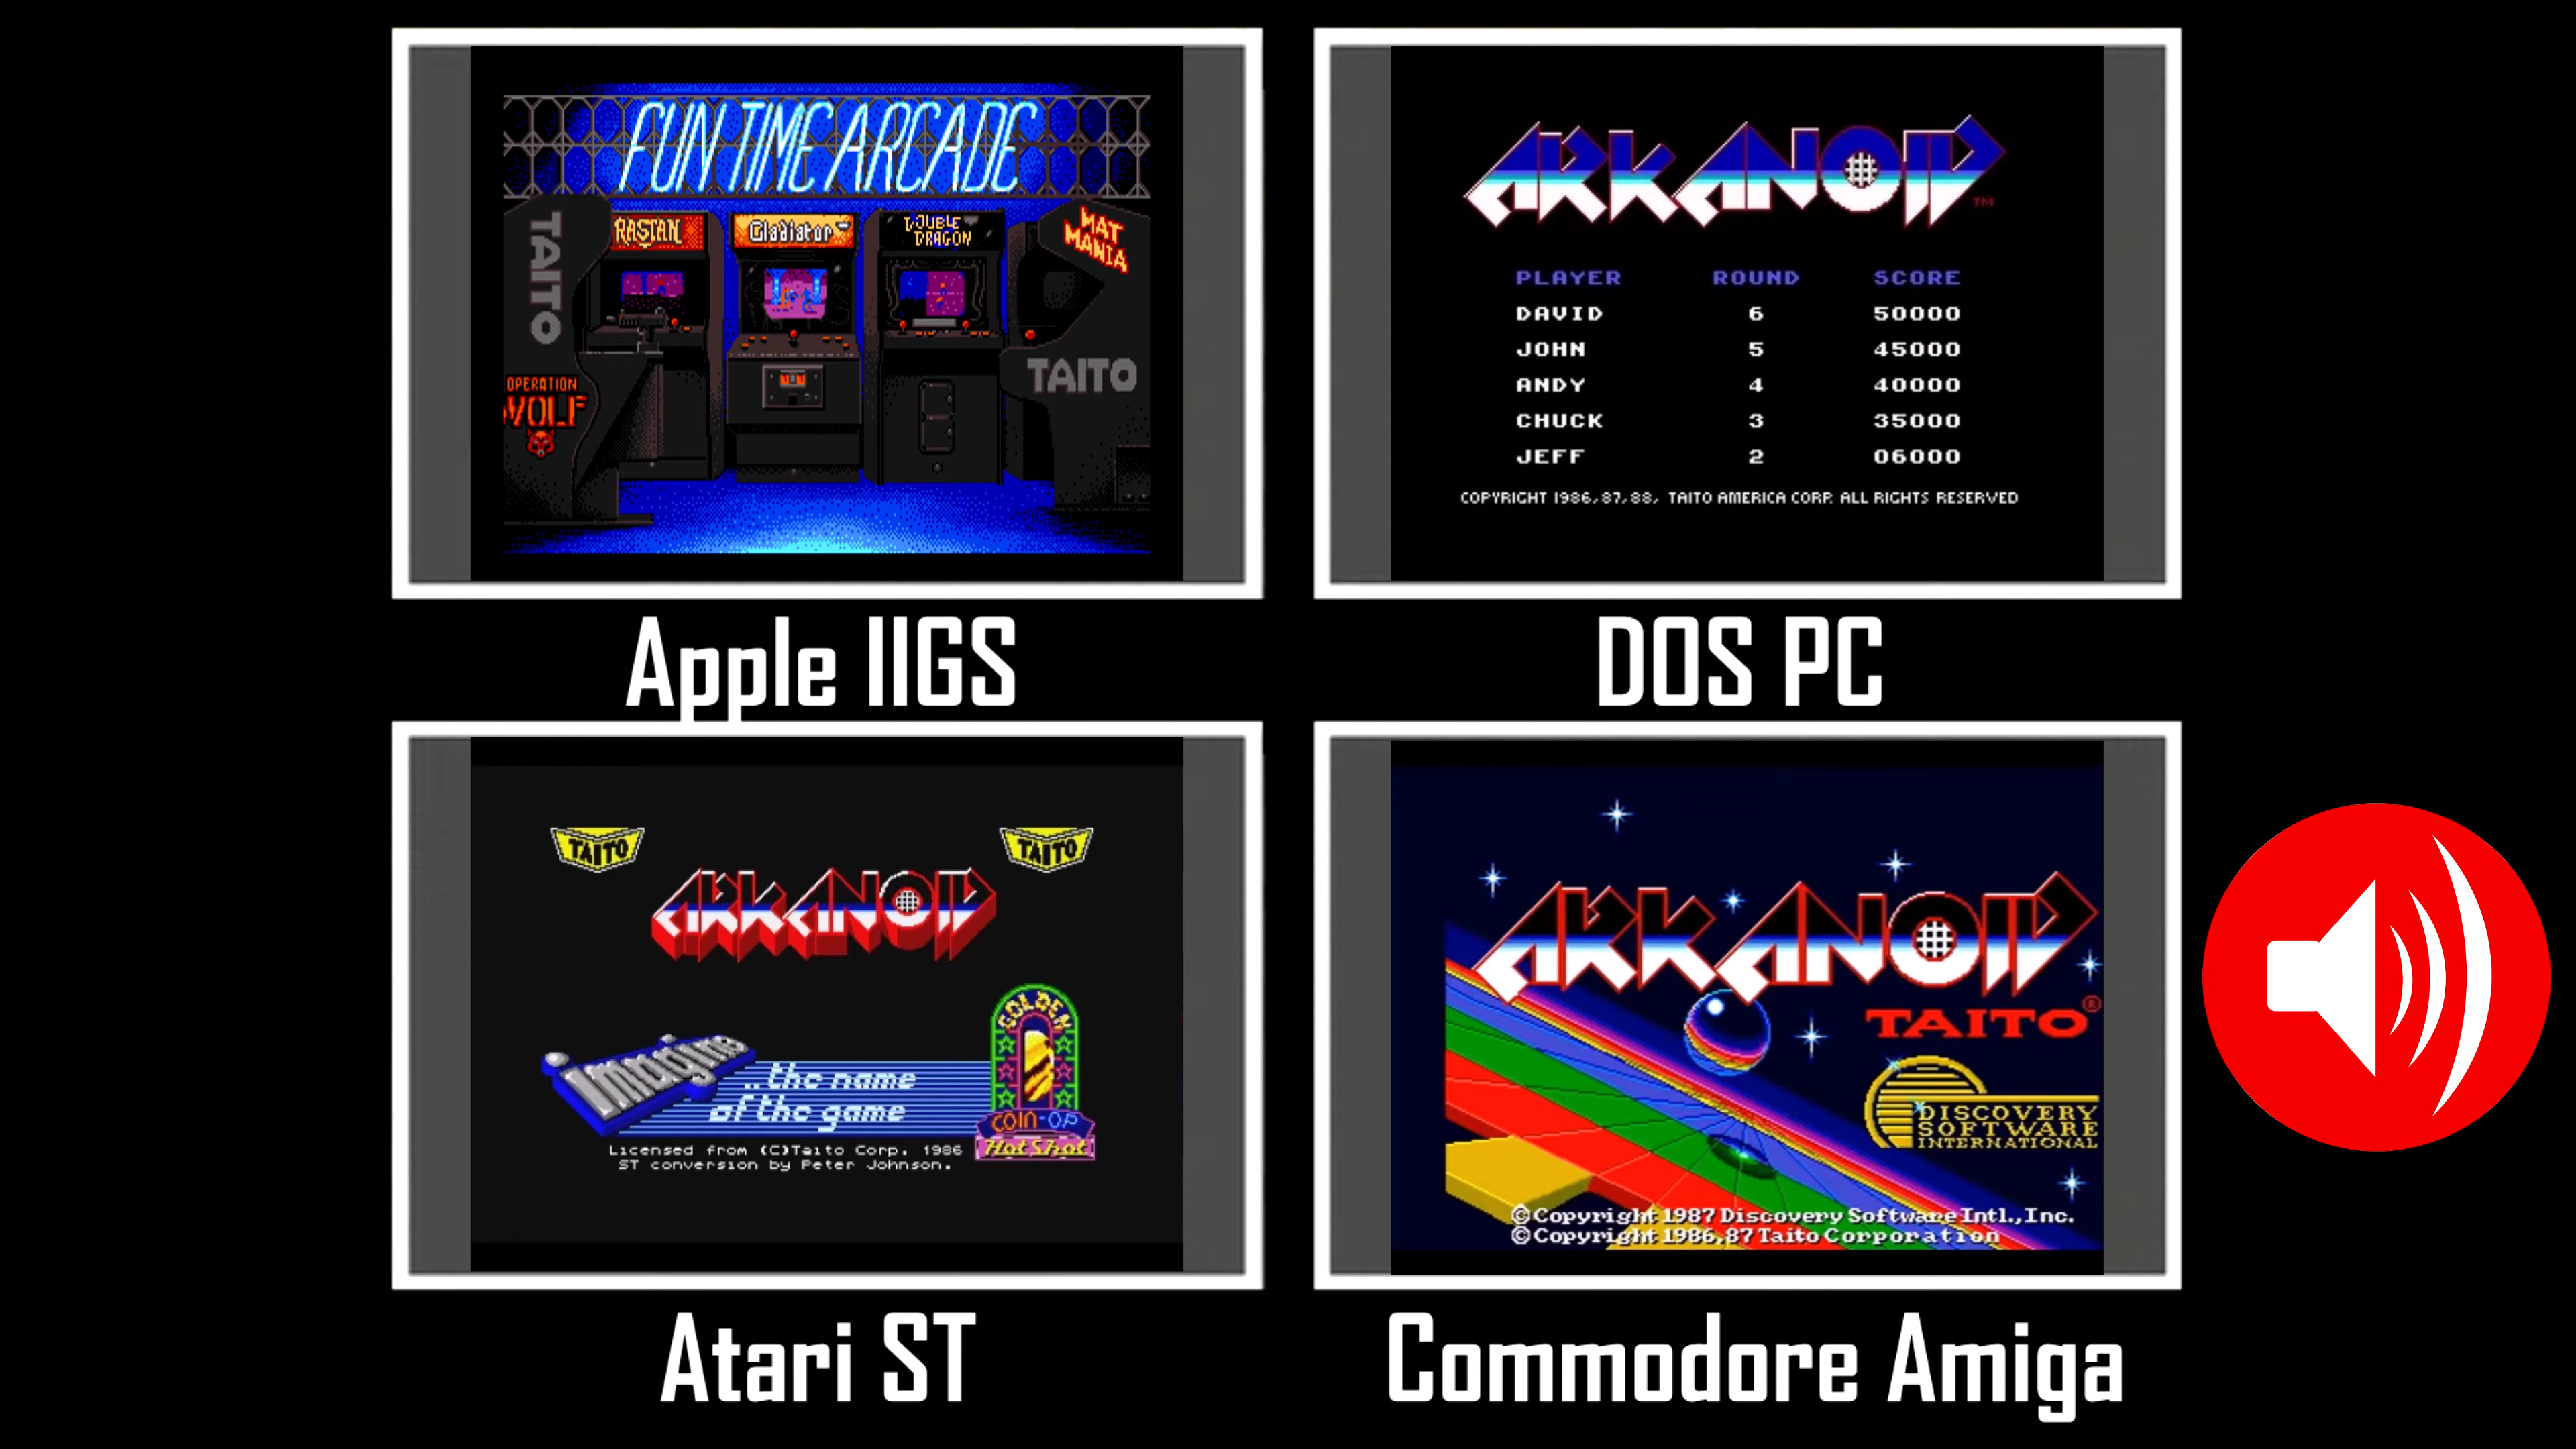 FUN TIME ARCADE
TAITO
RASTAN
Gladiator
DOUBLE
DRAGON
MAT
MANIA
OPERATION
WOLF
TAITO
Apple IIGS
ARKANOID™
PLAYER ROUND SCORE
DAVID 6 50000
JOHN 5 45000
ANDY 4 40000
CHUCK 3 35000
JEFF 2 06000
COPYRIGHT 1986,87,88, TAITO AMERICA CORP. ALL RIGHTS RESERVED
DOS PC
TAITO TAITO
ARKANOID
GOLDEN
COIN-OP
Hot Shot
Imagine
...the name
of the game
Licensed from (C)Taito Corp. 1986
ST conversion by Peter Johnson.
Atari ST
ARKANOID
TAITO®
DISCOVERY
SOFTWARE
INTERNATIONAL
©Copyright 1987 Discovery Software Intl.,Inc.
©Copyright 1986,87 Taito Corporation
Commodore Amiga